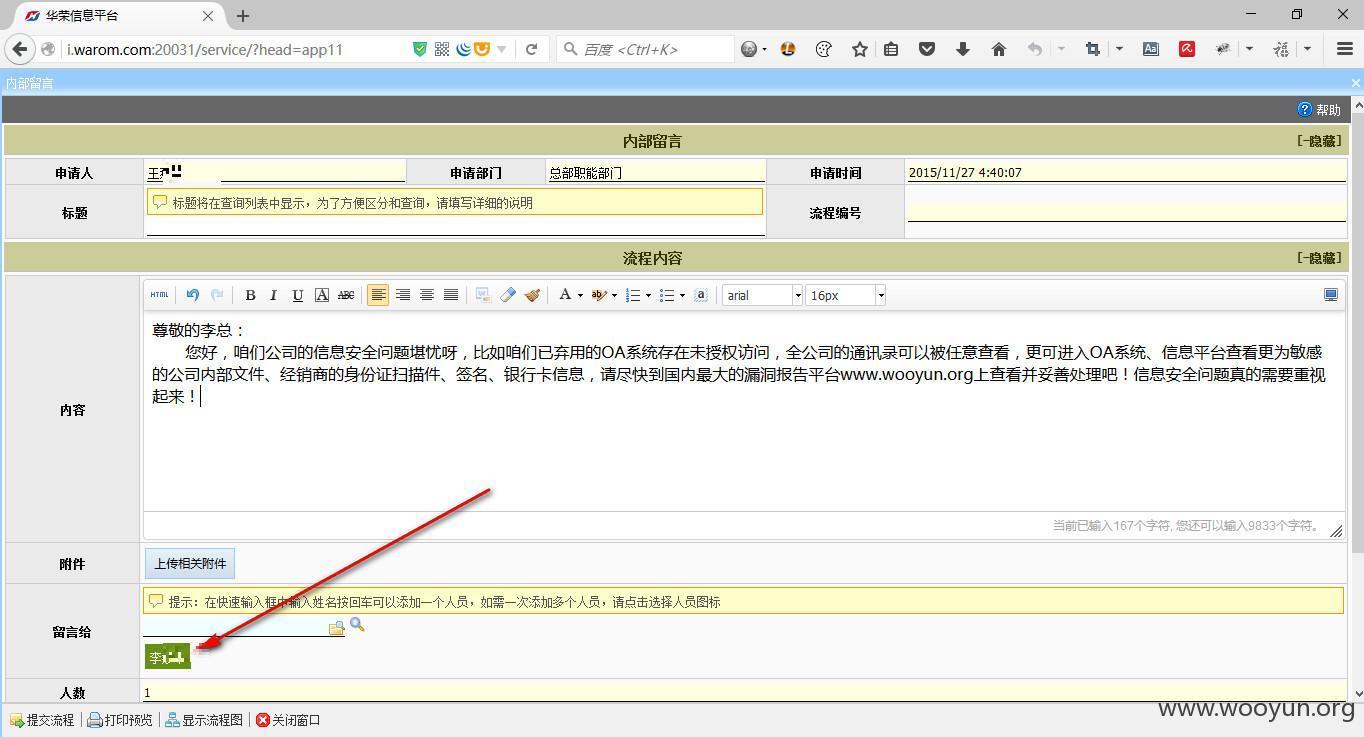 华荣信息平台
i.warom.com:20031/service/?head=app11
百度 <Ctrl+K>
内部留言
帮助
内部留言 [-隐藏]
申请人 王 申请部门 总部职能部门 申请时间 2015/11/27 4:40:07
标题 标题将在查询列表中显示，为了方便区分和查询，请填写详细的说明 流程编号
流程内容 [-隐藏]
HTML B I U A ABC A ab a arial 16px
尊敬的李总：
您好，咱们公司的信息安全问题堪忧呀，比如咱们已弃用的OA系统存在未授权访问，全公司的通讯录可以被任意查看，更可进入OA系统、信息平台查看更为敏感
的公司内部文件、经销商的身份证扫描件、签名、银行卡信息，请尽快到国内最大的漏洞报告平台www.wooyun.org上查看并妥善处理吧！信息安全问题真的需要重视
起来！
内容
当前已输入167个字符, 您还可以输入9833个字符。
附件 上传相关附件
提示：在快速输入框中输入姓名按回车可以添加一个人员，如需一次添加多个人员，请点击选择人员图标
留言给
李
人数 1
提交流程 打印预览 显示流程图 关闭窗口
www.wooyun.org